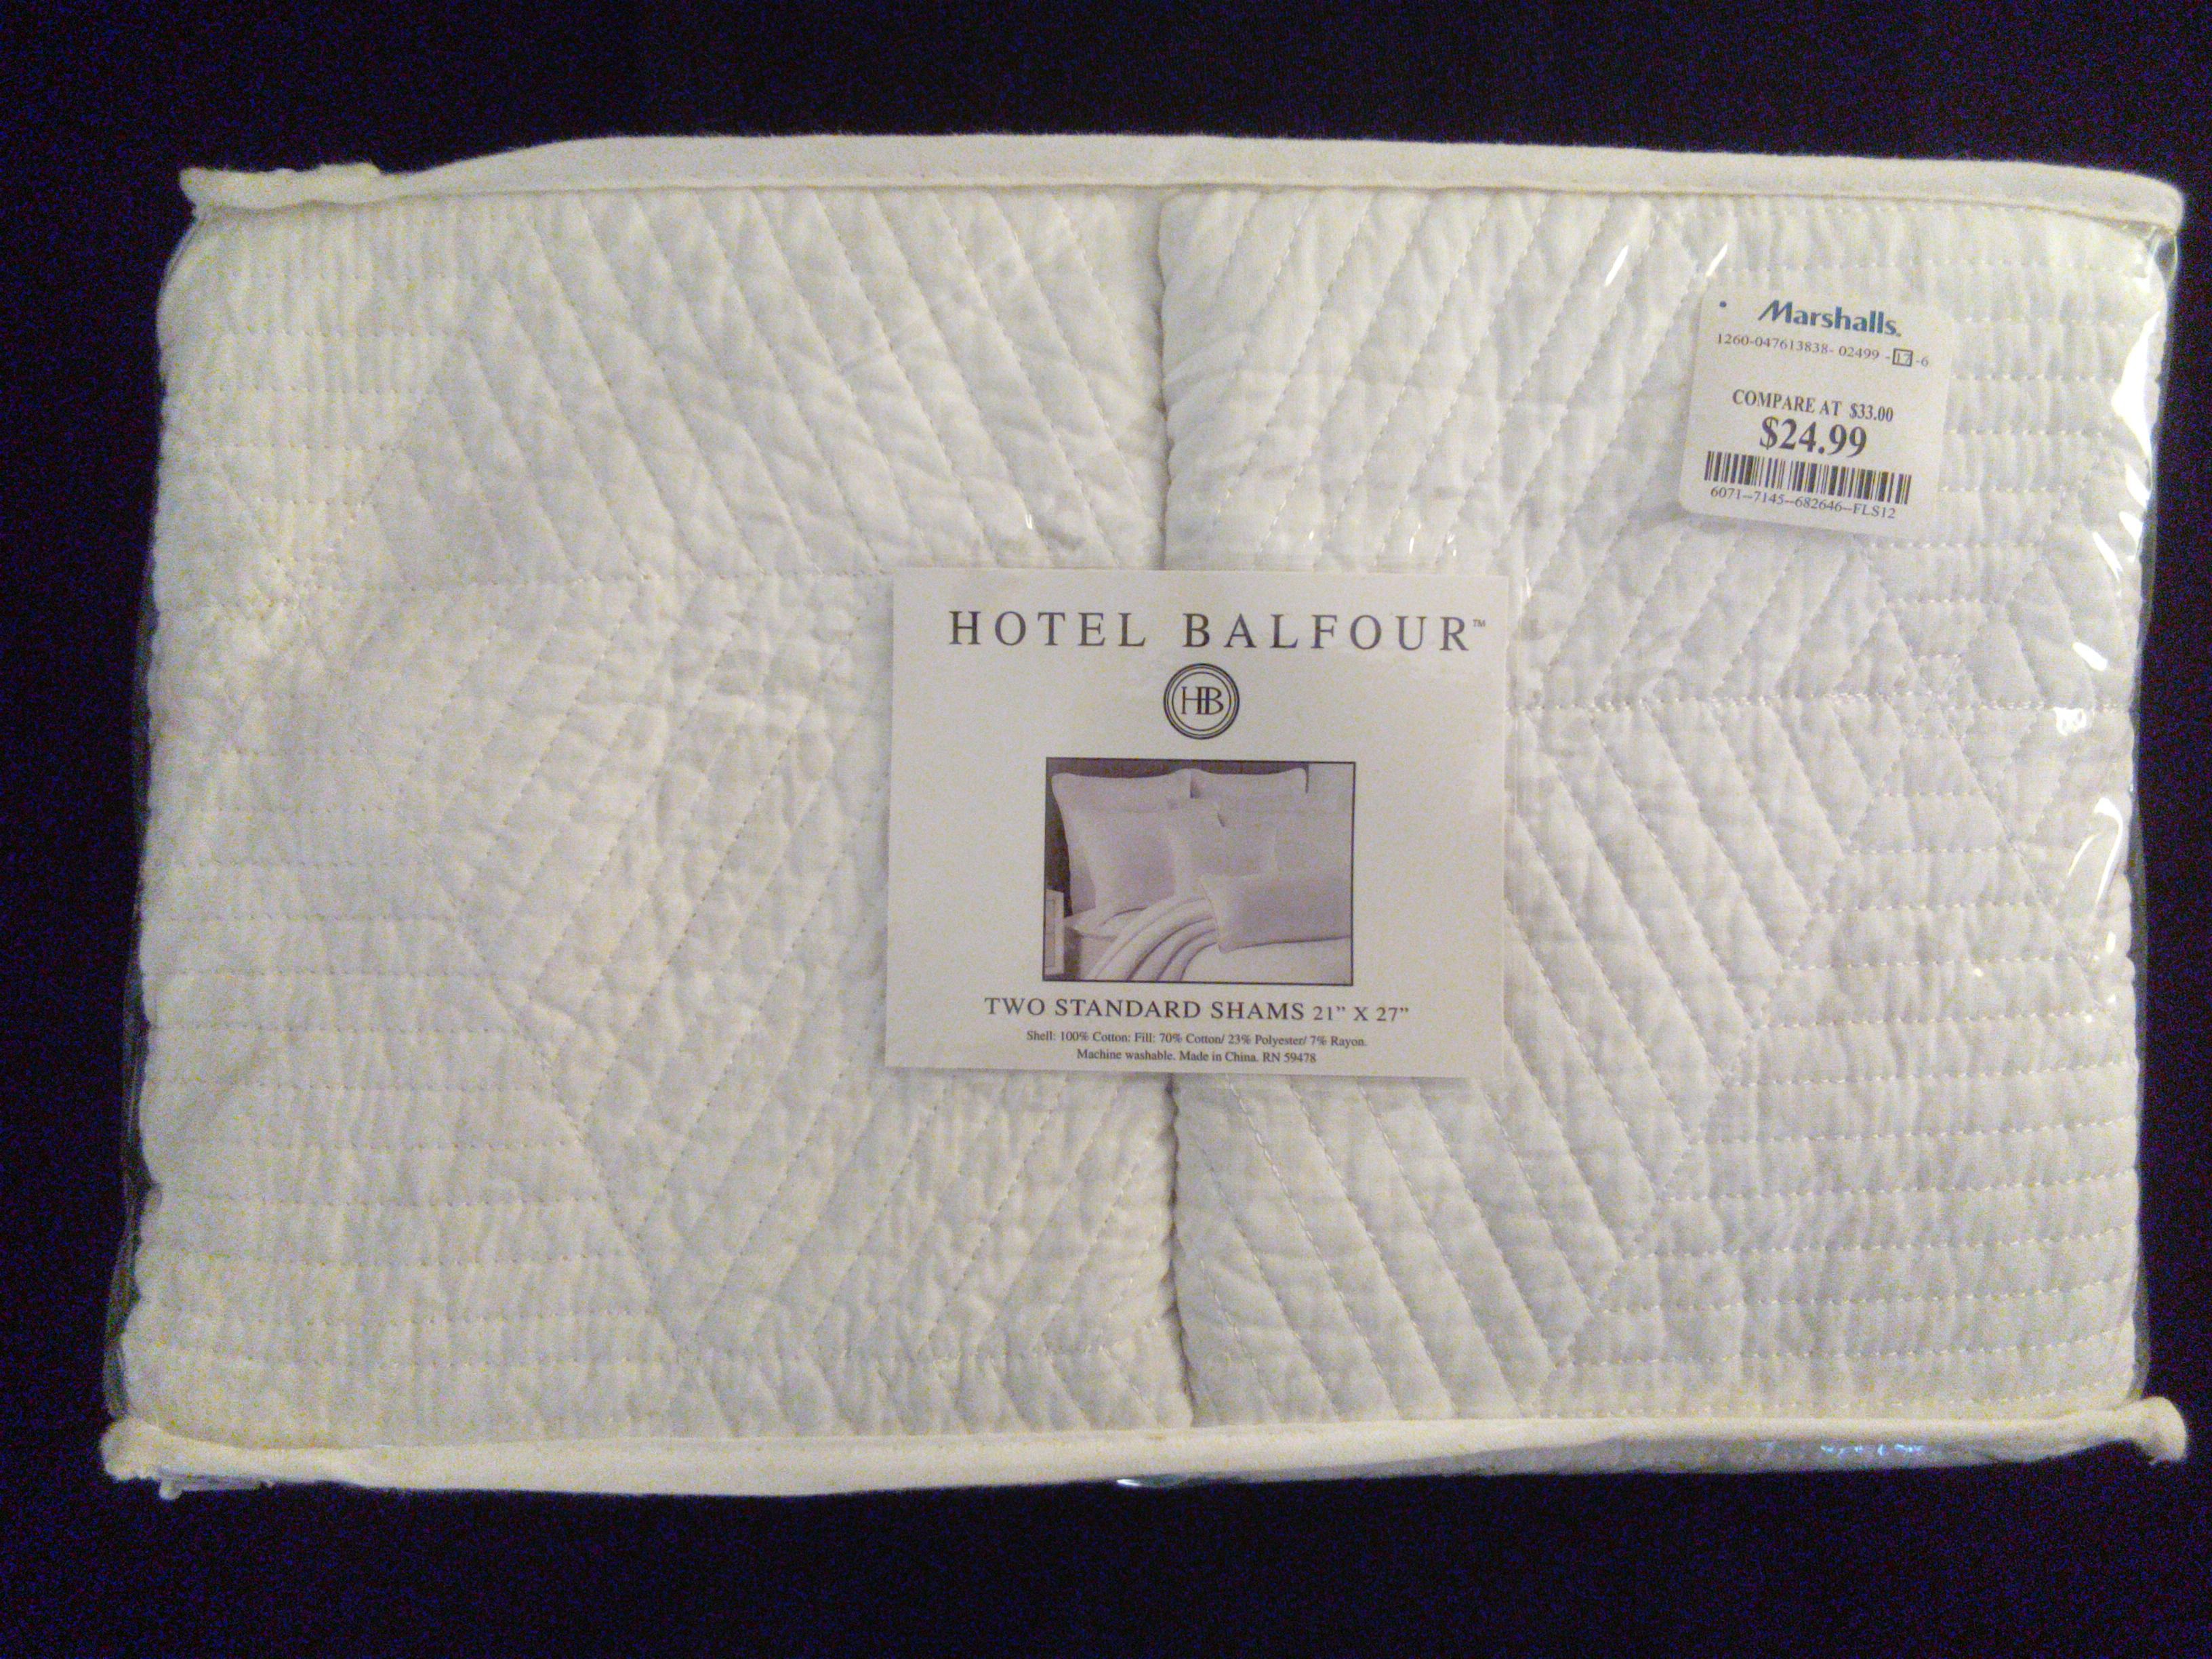 Marshalls.
1260-047613838- 02499 -17 -6
COMPARE AT $33.00
$24.99
6071-7145-682646-FLS12
HOTEL BALFOUR™
HB
TWO STANDARD SHAMS 21” X 27”
Shell: 100% Cotton: Fill: 70% Cotton/ 23% Polyester/ 7% Rayon.
Machine washable. Made in China. RN 59478